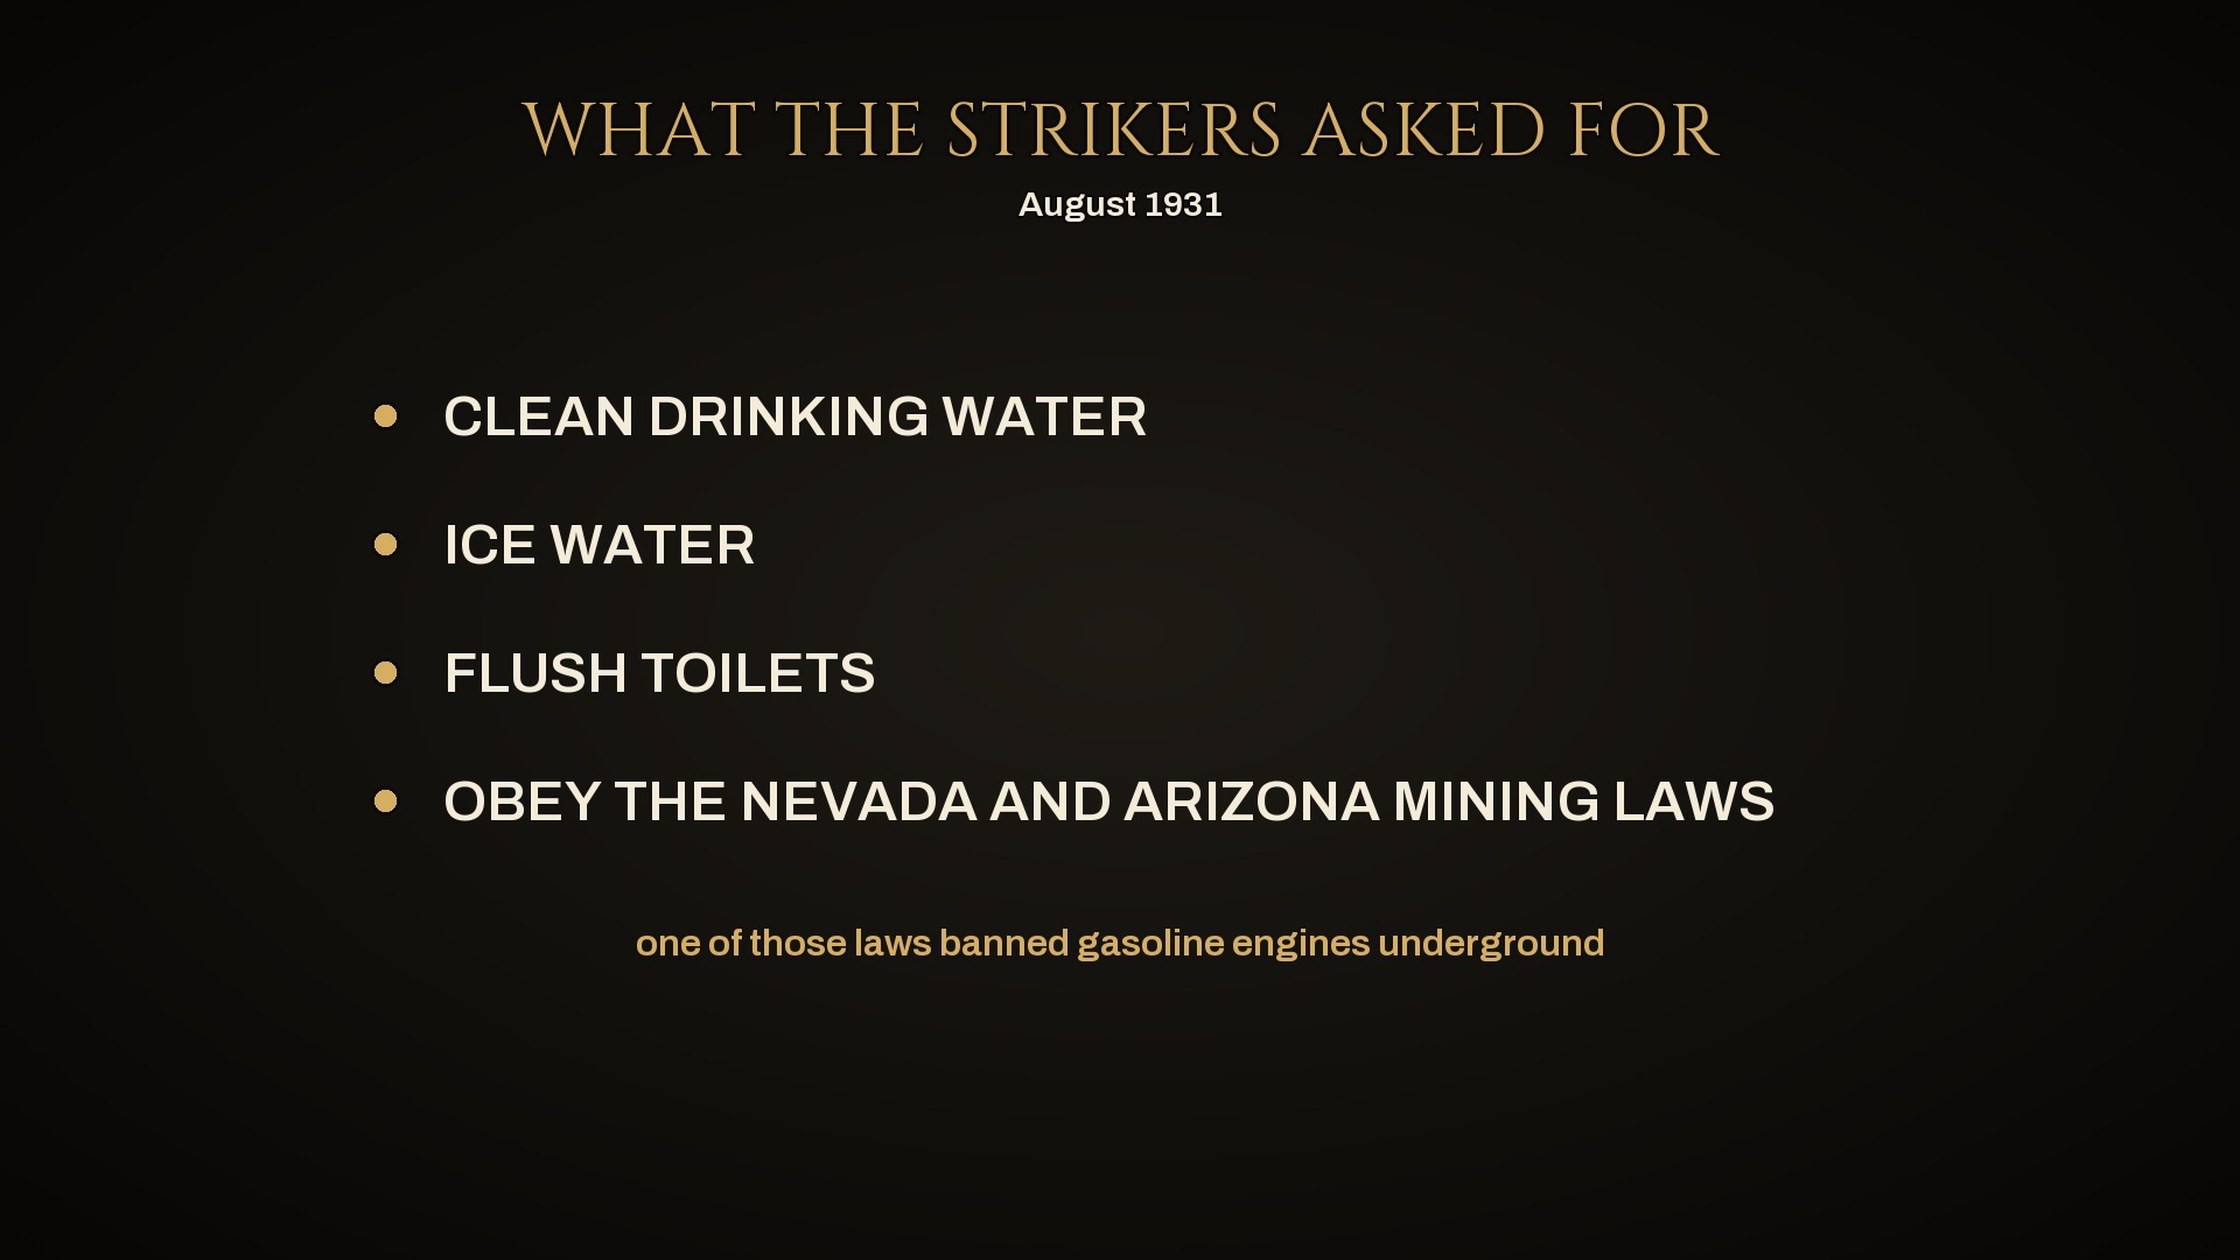 WHAT THE STRIKERS ASKED FOR
August 1931
CLEAN DRINKING WATER
ICE WATER
FLUSH TOILETS
OBEY THE NEVADA AND ARIZONA MINING LAWS
one of those laws banned gasoline engines underground